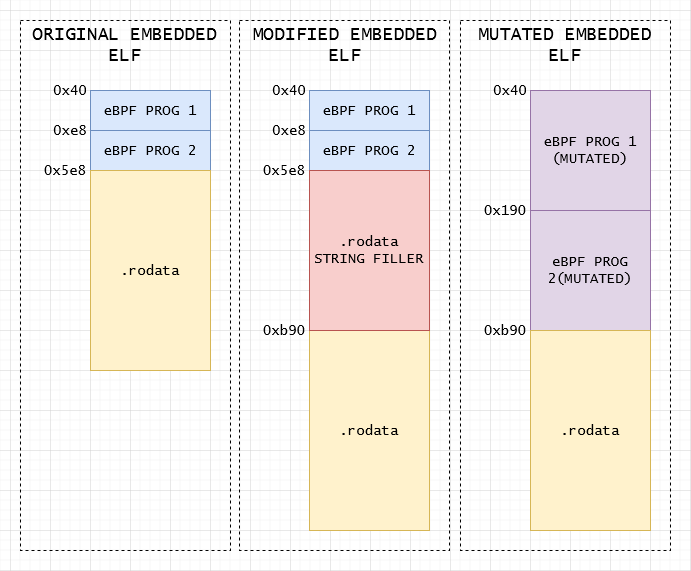 ORIGINAL EMBEDDED
ELF
0x40
eBPF PROG 1
0xe8
eBPF PROG 2
0x5e8
.rodata
MODIFIED EMBEDDED
ELF
0x40
eBPF PROG 1
0xe8
eBPF PROG 2
0x5e8
.rodata
STRING FILLER
0xb90
.rodata
MUTATED EMBEDDED
ELF
0x40
eBPF PROG 1
(MUTATED)
0x190
eBPF PROG
2(MUTATED)
0xb90
.rodata